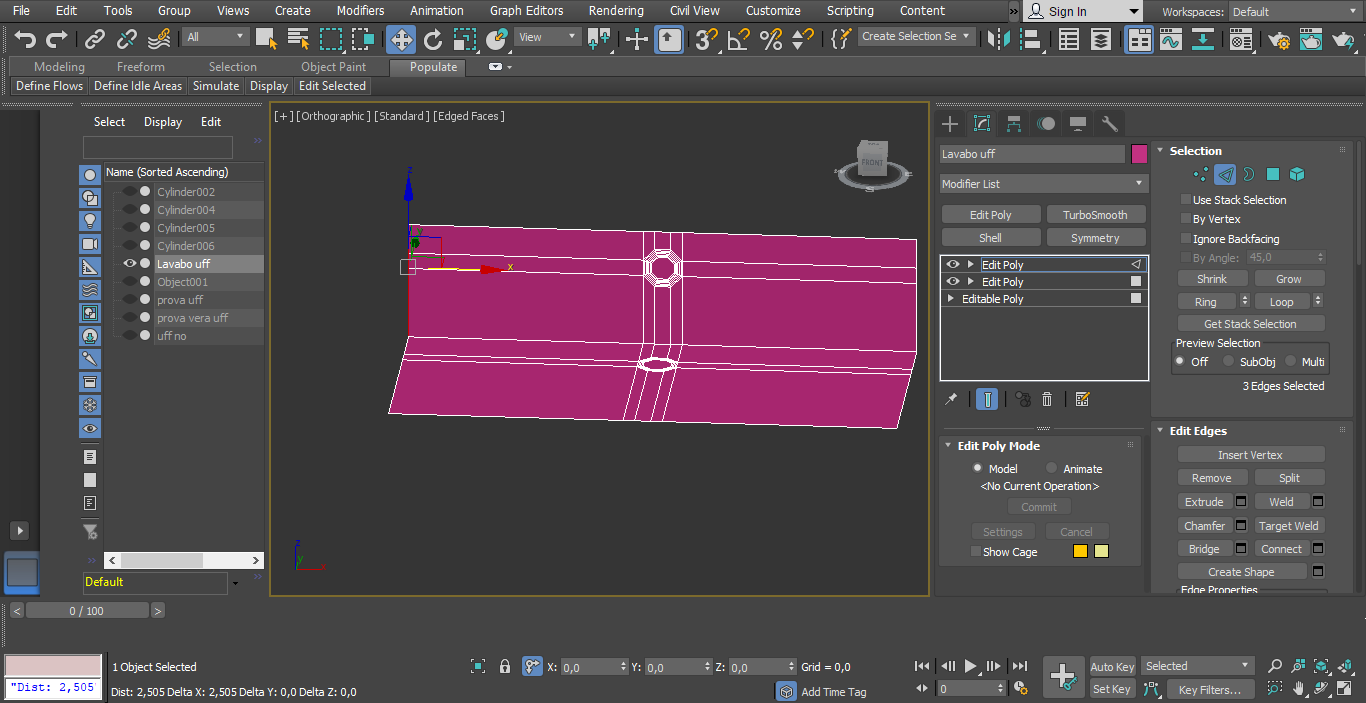 File Edit Tools Group Views Create Modifiers Animation Graph Editors Rendering Civil View Customize Scripting Content » Sign In Workspaces: Default
All View Create Selection Se
Modeling Freeform Selection Object Paint Populate
Define Flows Define Idle Areas Simulate Display Edit Selected
Select Display Edit
Name (Sorted Ascending)
Cylinder002
Cylinder004
Cylinder005
Cylinder006
Lavabo uff
Object001
prova uff
prova vera uff
uff no
Default
[+] [Orthographic] [Standard] [Edged Faces]
FRONT
S
z
y
x
z
y
x
Lavabo uff
Modifier List
Edit Poly TurboSmooth
Shell Symmetry
Edit Poly
Edit Poly
Editable Poly
Edit Poly Mode
Model Animate
<No Current Operation>
Commit
Settings Cancel
Show Cage
Selection
Use Stack Selection
By Vertex
Ignore Backfacing
By Angle: 45,0
Shrink Grow
Ring Loop
Get Stack Selection
Preview Selection
Off SubObj Multi
3 Edges Selected
Edit Edges
Insert Vertex
Remove Split
Extrude Weld
Chamfer Target Weld
Bridge Connect
Create Shape
Edge Properties
< 0 / 100 >
"Dist: 2,505
1 Object Selected
Dist: 2,505 Delta X: 2,505 Delta Y: 0,0 Delta Z: 0,0
X: 0,0 Y: 0,0 Z: 0,0 Grid = 0,0
Add Time Tag
0
Auto Key Selected
Set Key Key Filters...